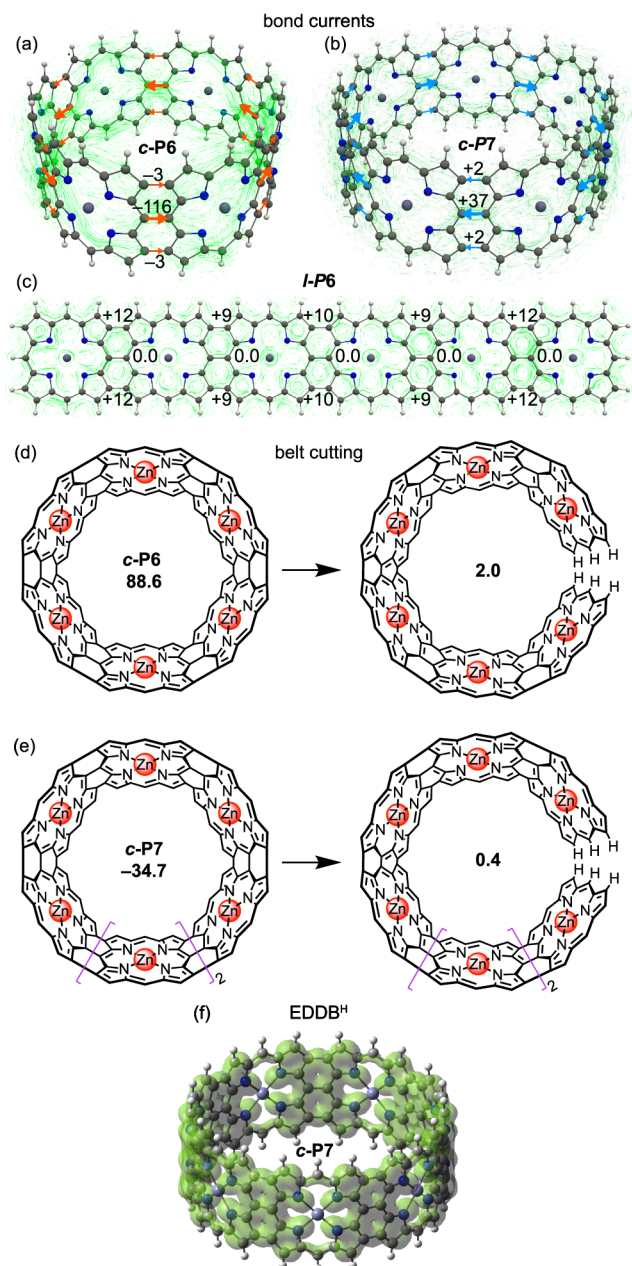 bond currents
(a)
(b)
c-P6
–3
–116
–3
c-P7
+2
+37
+2
(c)
l-P6
+12 +9 +10 +9 +12
0.0 0.0 0.0 0.0 0.0
+12 +9 +10 +9 +12
(d)
belt cutting
N Zn N
N Zn N Zn
c-P6
88.6
N Zn N Zn
N Zn N
N Zn N
N Zn N Zn
H H H
2.0
H H H
N Zn N Zn
N Zn N
(e)
N Zn N
N Zn N Zn
c-P7
–34.7
N Zn N Zn
N Zn N
2
N Zn N
N Zn N Zn
H H H
0.4
H H H
N Zn N Zn
N Zn N
2
(f)
EDDBᴴ
c-P7